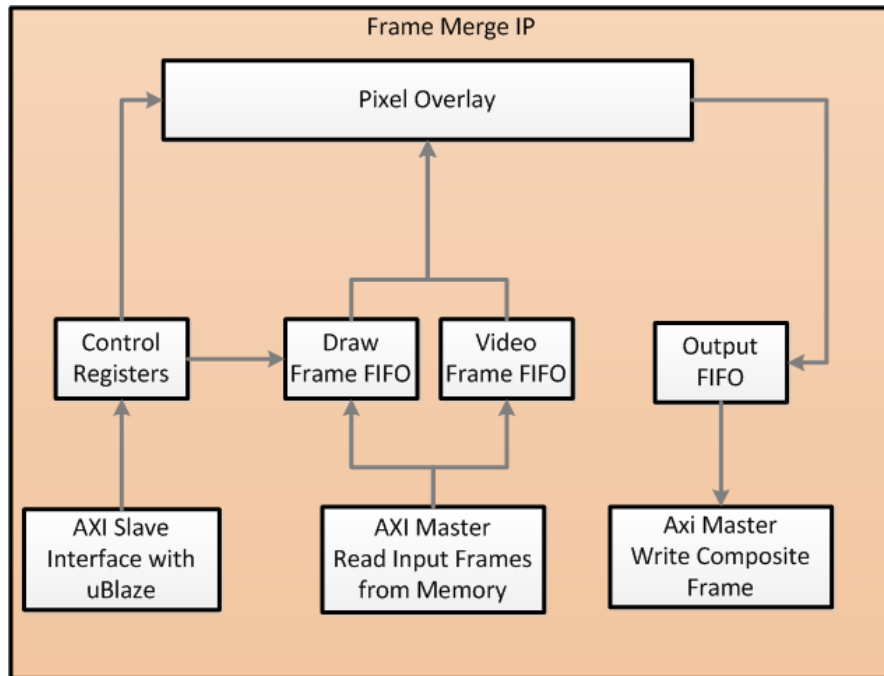 Frame Merge IP
Pixel Overlay
Control
Registers
Draw
Frame FIFO
Video
Frame FIFO
Output
FIFO
AXI Slave
Interface with
uBlaze
AXI Master
Read Input Frames
from Memory
Axi Master
Write Composite
Frame